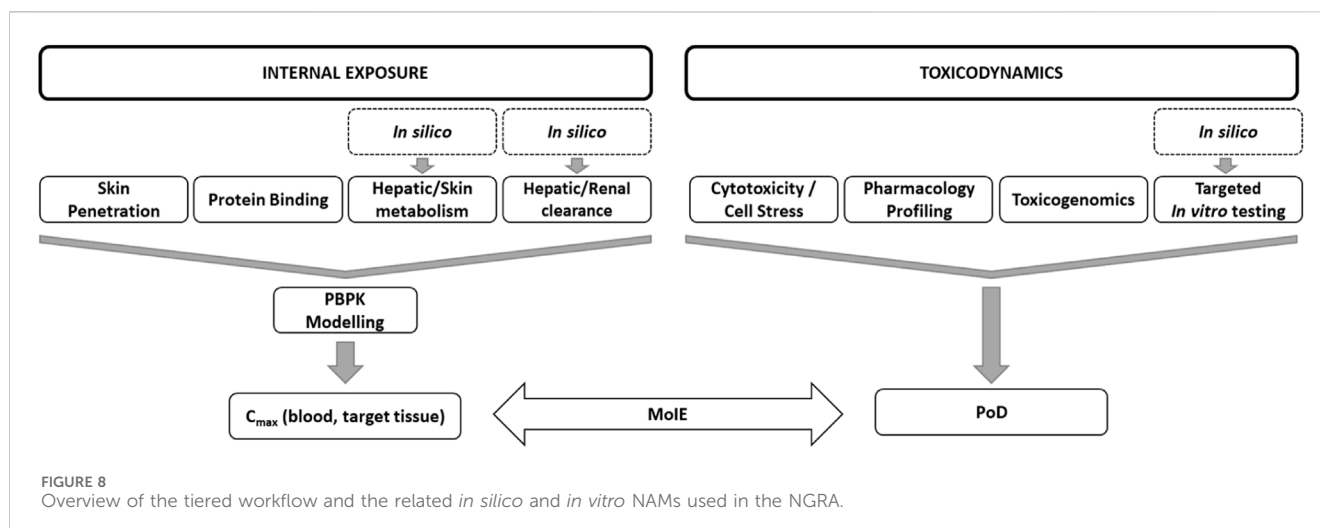 INTERNAL EXPOSURE
TOXICODYNAMICS
In silico
In silico
In silico
Skin
Penetration
Protein Binding
Hepatic/Skin
metabolism
Hepatic/Renal
clearance
Cytotoxicity /
Cell Stress
Pharmacology
Profiling
Toxicogenomics
Targeted
In vitro testing
PBPK
Modelling
Cmax (blood, target tissue)
MoIE
PoD
FIGURE 8
Overview of the tiered workflow and the related in silico and in vitro NAMs used in the NGRA.